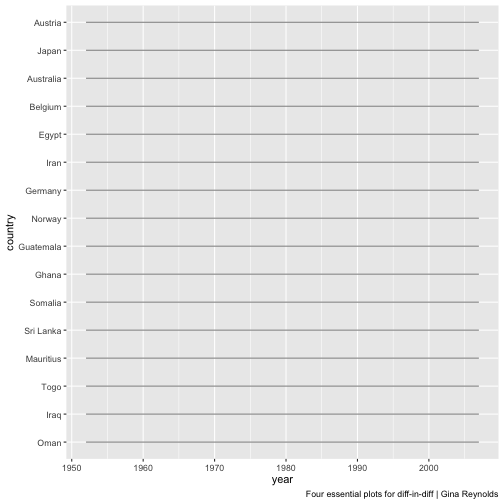 Austria
Japan
Australia
Belgium
Egypt
Iran
Germany
Norway
Guatemala
Ghana
Somalia
Sri Lanka
Mauritius
Togo
Iraq
Oman
country
1950 1960 1970 1980 1990 2000
year
Four essential plots for diff-in-diff | Gina Reynolds